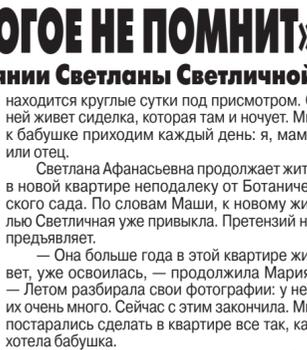 ОГОЕ НЕ ПОМНИТ»
янии Светланы Светличной
находится круглые сутки под присмотром.
ней живет сиделка, которая там и ночует.
к бабушке приходим каждый день: я, мам
или отец.
Светлана Афанасьевна продолжает жит
в новой квартире неподалеку от Ботаниче
ского сада. По словам Маши, к новому жи
лью Светличная уже привыкла. Претензий н
предъявляет.
— Она больше года в этой квартире жи
вет, уже освоилась, — продолжила Мария
— Летом разбирала свои фотографии: у не
их очень много. Сейчас с этим закончила. М
постарались сделать в квартире все так, ка
хотела бабушка.